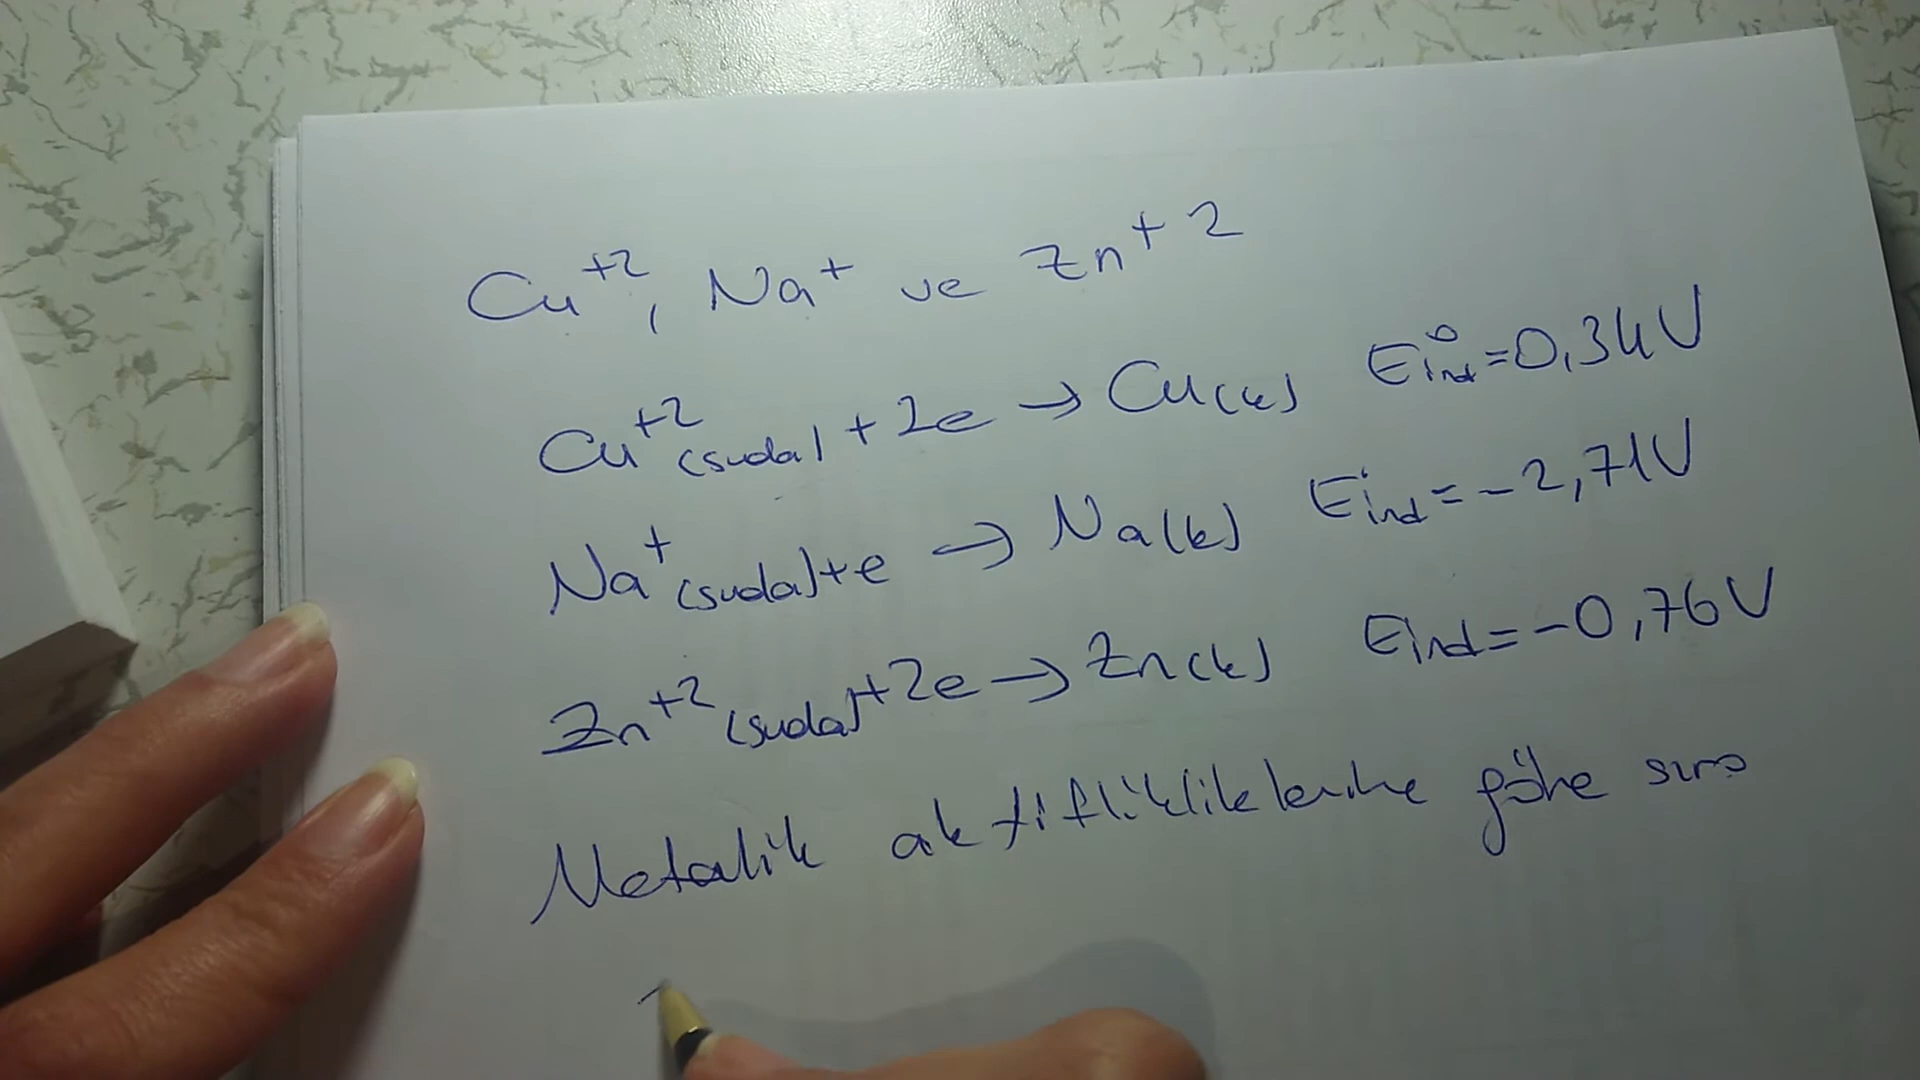 Cu⁺², Na⁺ ve Zn⁺²
Cu⁺²(suda) + 2e → Cu(k) E°ind = 0,34V
Na⁺(suda) + e → Na(k) E°ind = -2,71V
Zn⁺²(suda) + 2e → Zn(k) Eind = -0,76V
Metalik aktifliklilerine göre sıra